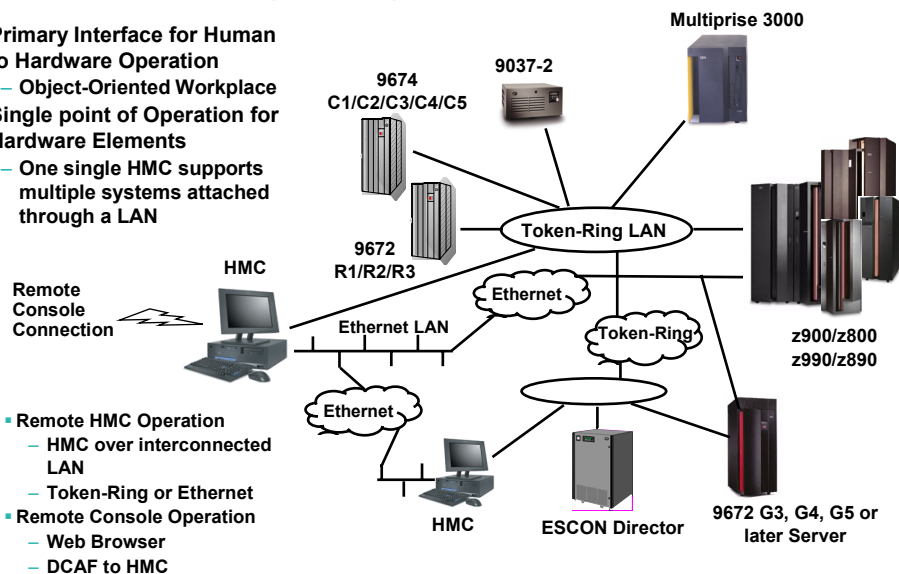 Primary Interface for Human
to Hardware Operation
– Object-Oriented Workplace
Single point of Operation for
Hardware Elements
– One single HMC supports
multiple systems attached
through a LAN
Multiprise 3000
9037-2
9674
C1/C2/C3/C4/C5
9672
R1/R2/R3
Token-Ring LAN
HMC
Remote
Console
Connection
Ethernet
Ethernet LAN
Token-Ring
z900/z800
z990/z890
Ethernet
▪ Remote HMC Operation
– HMC over interconnected
LAN
– Token-Ring or Ethernet
▪ Remote Console Operation
– Web Browser
– DCAF to HMC
HMC
ESCON Director
9672 G3, G4, G5 or
later Server